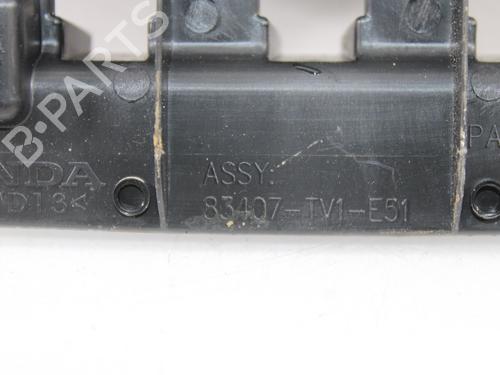 B-PARTS
NDA ASSY: PA
D13< 83407-TV1-E51